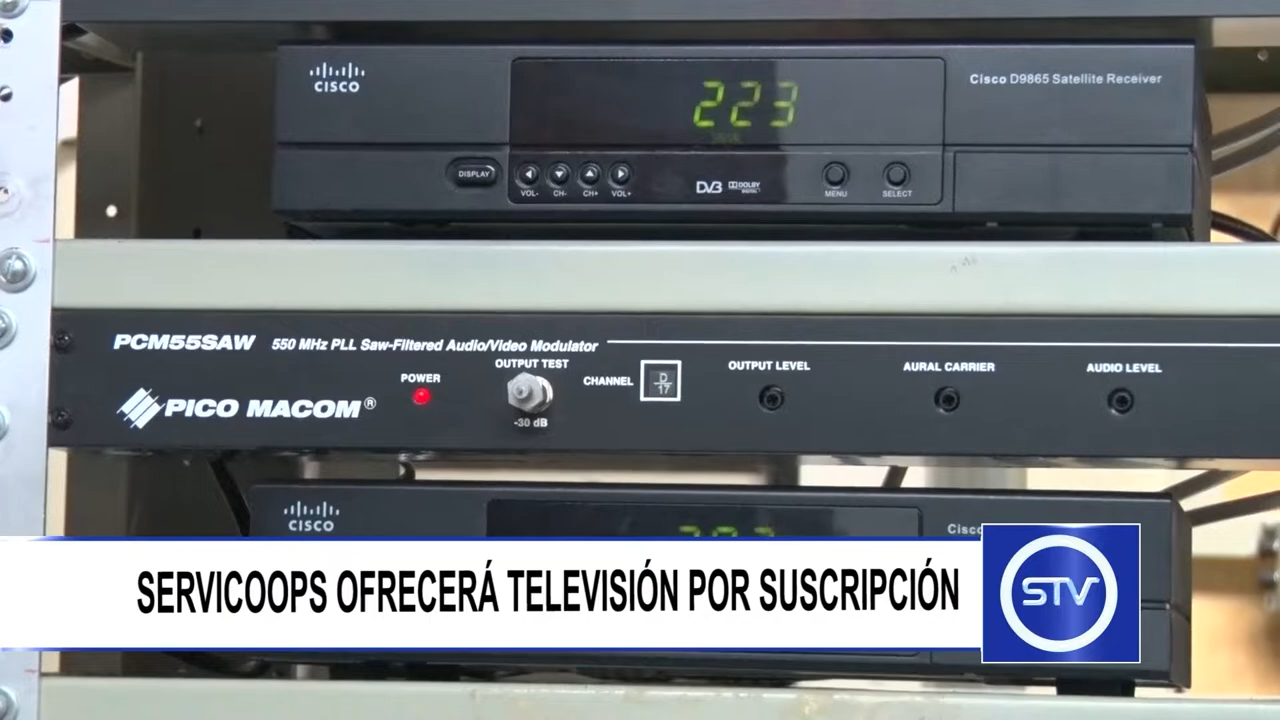 CISCO
223
Cisco D9865 Satellite Receiver
DISPLAY
VOL- CH- CH+ VOL+
DVB DOLBY DIGITAL
MENU SELECT
PCM55SAW 550 MHz PLL Saw-Filtered Audio/Video Modulator
PICO MACOM®
POWER
OUTPUT TEST
-30 dB
CHANNEL
D
17
OUTPUT LEVEL
AURAL CARRIER
AUDIO LEVEL
CISCO
Cisc
SERVICOOPS OFRECERÁ TELEVISIÓN POR SUSCRIPCIÓN
STV